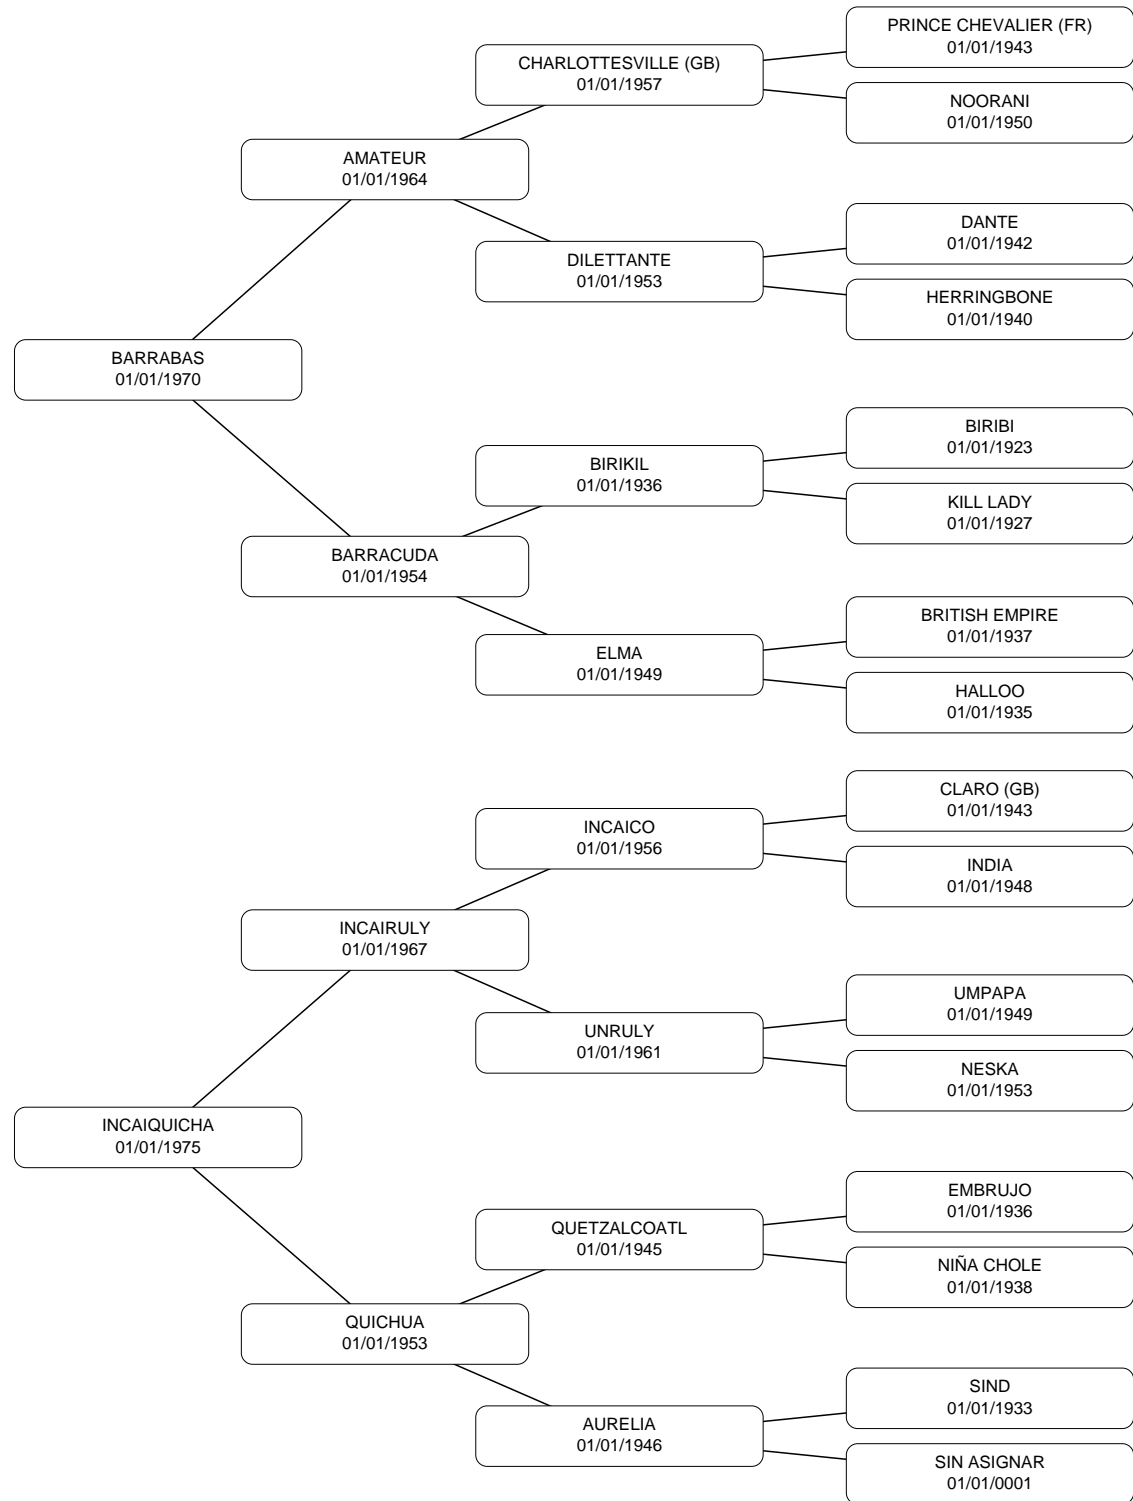 PRINCE CHEVALIER (FR)
01/01/1943
CHARLOTTESVILLE (GB)
01/01/1957
NOORANI
01/01/1950
AMATEUR
01/01/1964
DANTE
01/01/1942
DILETTANTE
01/01/1953
HERRINGBONE
01/01/1940
BARRABAS
01/01/1970
BIRIBI
01/01/1923
BIRIKIL
01/01/1936
KILL LADY
01/01/1927
BARRACUDA
01/01/1954
BRITISH EMPIRE
01/01/1937
ELMA
01/01/1949
HALLOO
01/01/1935
CLARO (GB)
01/01/1943
INCAICO
01/01/1956
INDIA
01/01/1948
INCAIRULY
01/01/1967
UMPAPA
01/01/1949
UNRULY
01/01/1961
NESKA
01/01/1953
INCAIQUICHA
01/01/1975
EMBRUJO
01/01/1936
QUETZALCOATL
01/01/1945
NIÑA CHOLE
01/01/1938
QUICHUA
01/01/1953
SIND
01/01/1933
AURELIA
01/01/1946
SIN ASIGNAR
01/01/0001